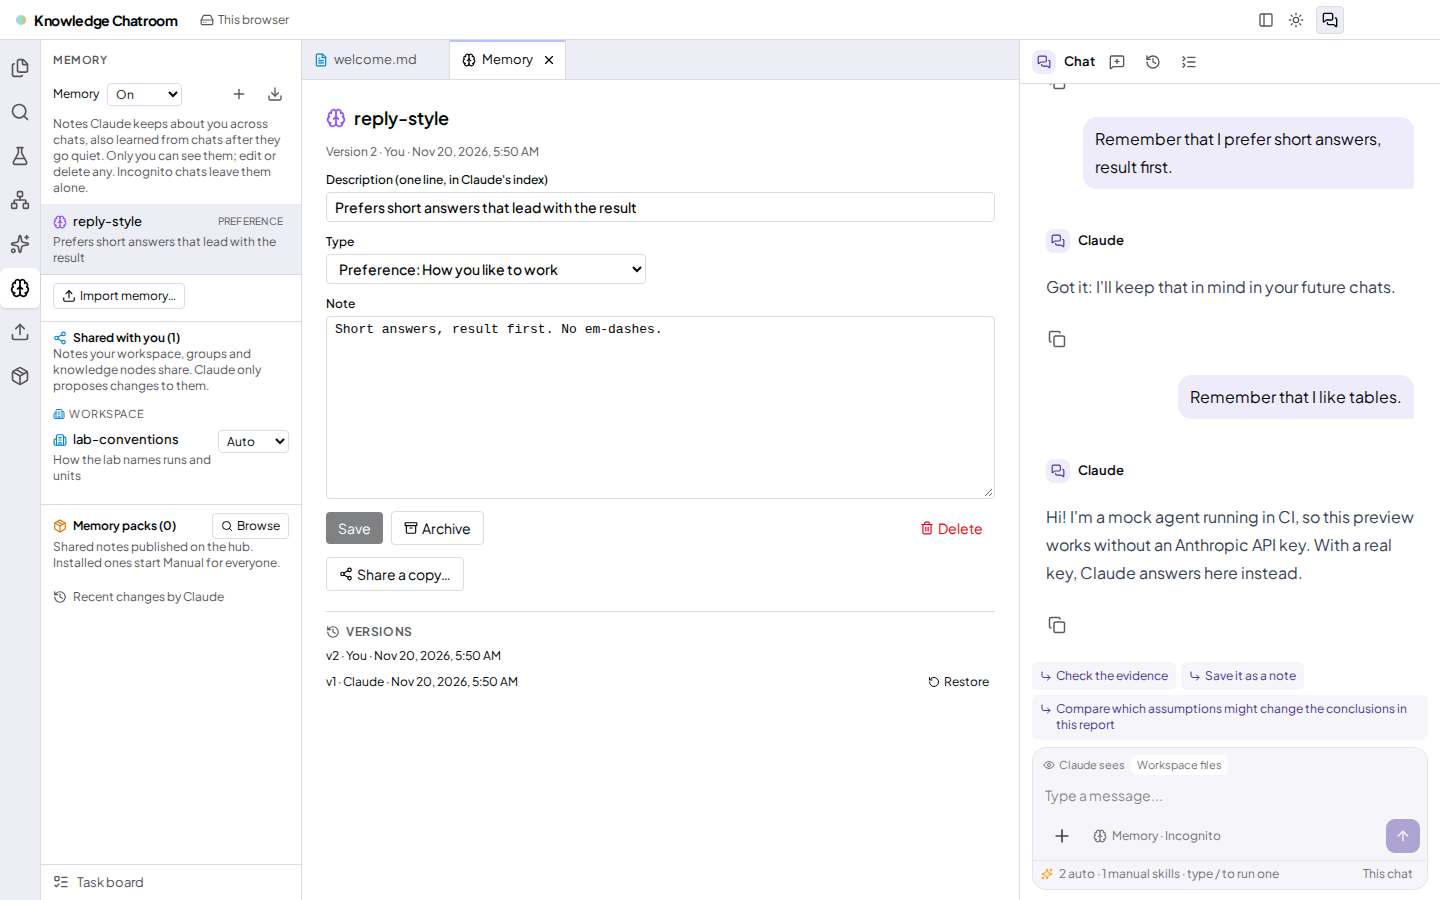 Knowledge Chatroom
This browser
MEMORY
Memory On
Notes Claude keeps about you across
chats, also learned from chats after they
go quiet. Only you can see them; edit or
delete any. Incognito chats leave them
alone.
reply-style PREFERENCE
Prefers short answers that lead with the
result
Import memory...
Shared with you (1)
Notes your workspace, groups and
knowledge nodes share. Claude only
proposes changes to them.
WORKSPACE
lab-conventions Auto
How the lab names runs and
units
Memory packs (0) Browse
Shared notes published on the hub.
Installed ones start Manual for everyone.
Recent changes by Claude
Task board
welcome.md
Memory
reply-style
Version 2 · You · Nov 20, 2026, 5:50 AM
Description (one line, in Claude's index)
Prefers short answers that lead with the result
Type
Preference: How you like to work
Note
Short answers, result first. No em-dashes.
Save Archive Delete
Share a copy...
VERSIONS
v2 · You · Nov 20, 2026, 5:50 AM
v1 · Claude · Nov 20, 2026, 5:50 AM Restore
Chat
Remember that I prefer short answers,
result first.
Claude
Got it: I'll keep that in mind in your future chats.
Remember that I like tables.
Claude
Hi! I'm a mock agent running in CI, so this preview
works without an Anthropic API key. With a real
key, Claude answers here instead.
Check the evidence
Save it as a note
Compare which assumptions might change the conclusions in
this report
Claude sees Workspace files
Type a message...
Memory · Incognito
2 auto · 1 manual skills · type / to run one This chat